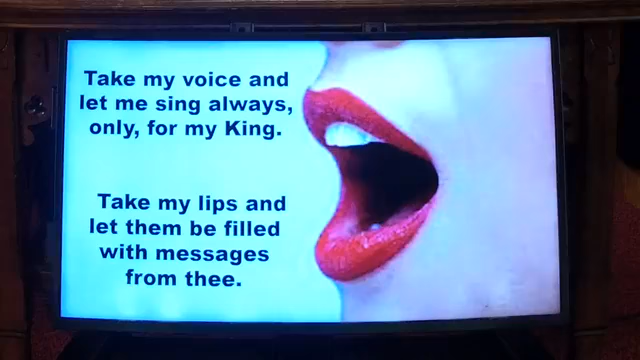 Take my voice and
let me sing always,
only, for my King.
Take my lips and
let them be filled
with messages
from thee.